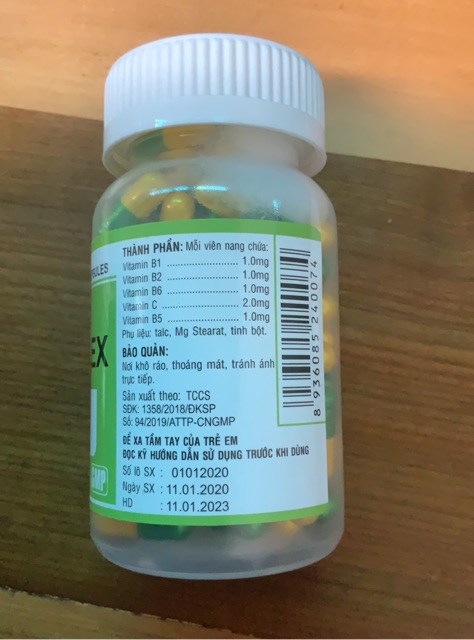 THÀNH PHẦN: Mỗi viên nang chứa:
Vitamin B1 ........................ 1.0mg
Vitamin B2 ........................ 1.0mg
Vitamin B6 ........................ 1.0mg
Vitamin C ........................ 2.0mg
Vitamin B5 ........................ 1.0mg
Phụ liệu: talc, Mg Stearat, tinh bột.
BẢO QUẢN:
Nơi khô ráo, thoáng mát, tránh ánh
trực tiếp.
Sản xuất theo: TCCS
SĐK: 1358/2018/ĐKSP
Số: 94/2019/ATTP-CNGMP
ĐỂ XA TẦM TAY CỦA TRẺ EM
ĐỌC KỸ HƯỚNG DẪN SỬ DỤNG TRƯỚC KHI DÙNG
Số lô SX : 01012020
Ngày SX : 11.01.2020
HD : 11.01.2023
8 936085 240074
SULES
EX
GMP